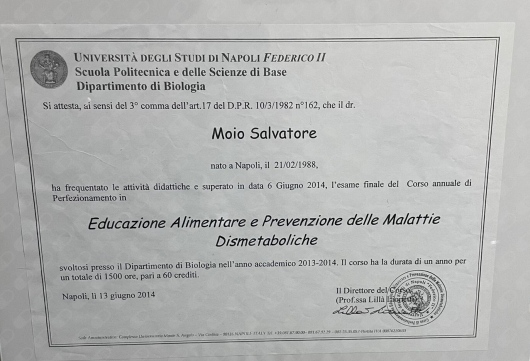 UNIVERSITÀ DEGLI STUDI DI NAPOLI FEDERICO II
Scuola Politecnica e delle Scienze di Base
Dipartimento di Biologia
Si attesta, ai sensi del 3° comma dell'art.17 del D.P.R. 10/3/1982 n°162, che il dr.
Moio Salvatore
nato a Napoli, il 21/02/1988,
ha frequentato le attività didattiche e superato in data 6 Giugno 2014, l'esame finale del Corso annuale di
Perfezionamento in
Educazione Alimentare e Prevenzione delle Malattie
Dismetaboliche
svoltosi presso il Dipartimento di Biologia nell'anno accademico 2013-2014. Il corso ha la durata di un anno per
un totale di 1500 ore, pari a 60 crediti.
Napoli, lì 13 giugno 2014
Il Direttore del Corso
(Prof.ssa Lilla